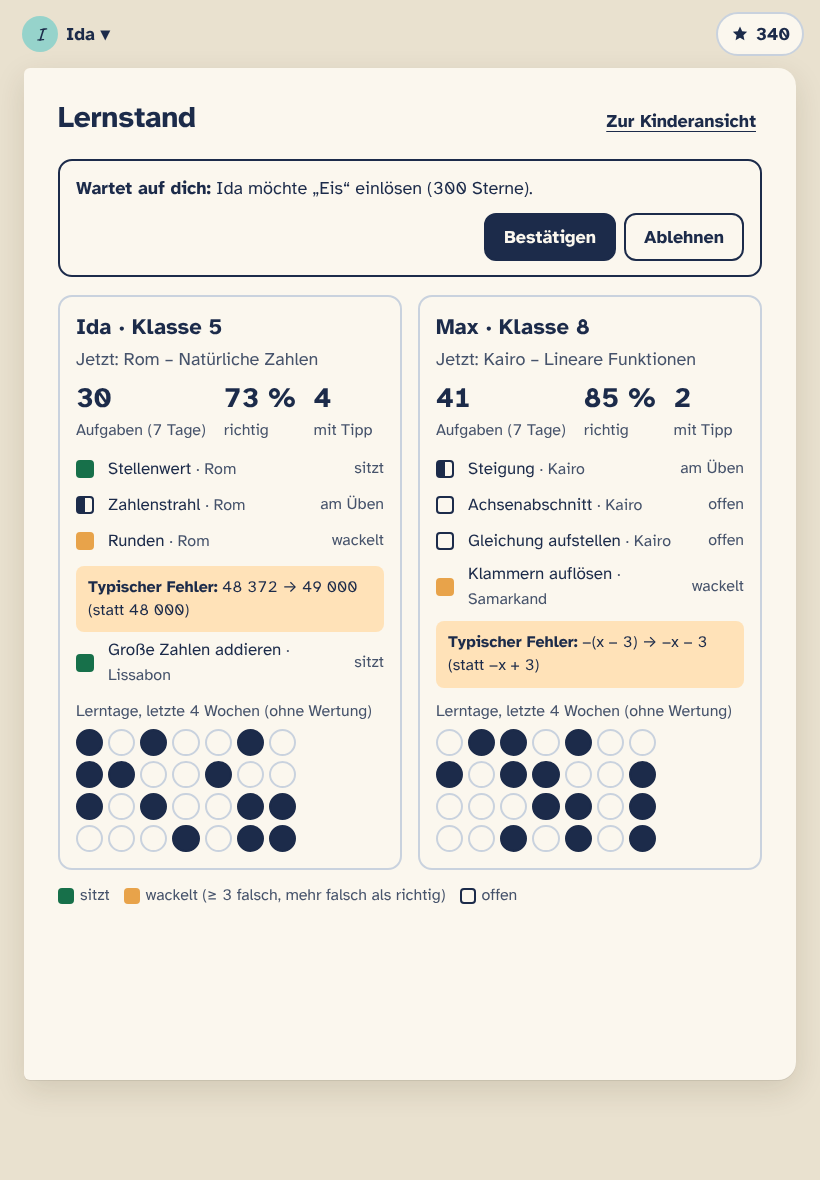 I Ida ▾ ★ 340
Lernstand Zur Kinderansicht
Wartet auf dich: Ida möchte „Eis“ einlösen (300 Sterne).
Bestätigen Ablehnen
Ida · Klasse 5
Jetzt: Rom – Natürliche Zahlen
30 73 % 4
Aufgaben (7 Tage) richtig mit Tipp
Stellenwert · Rom sitzt
Zahlenstrahl · Rom am Üben
Runden · Rom wackelt
Typischer Fehler: 48 372 → 49 000
(statt 48 000)
Große Zahlen addieren ·
Lissabon sitzt
Lerntage, letzte 4 Wochen (ohne Wertung)
Max · Klasse 8
Jetzt: Kairo – Lineare Funktionen
41 85 % 2
Aufgaben (7 Tage) richtig mit Tipp
Steigung · Kairo am Üben
Achsenabschnitt · Kairo offen
Gleichung aufstellen · Kairo offen
Klammern auflösen ·
Samarkand wackelt
Typischer Fehler: −(x − 3) → −x − 3
(statt −x + 3)
Lerntage, letzte 4 Wochen (ohne Wertung)
sitzt wackelt (≥ 3 falsch, mehr falsch als richtig) offen